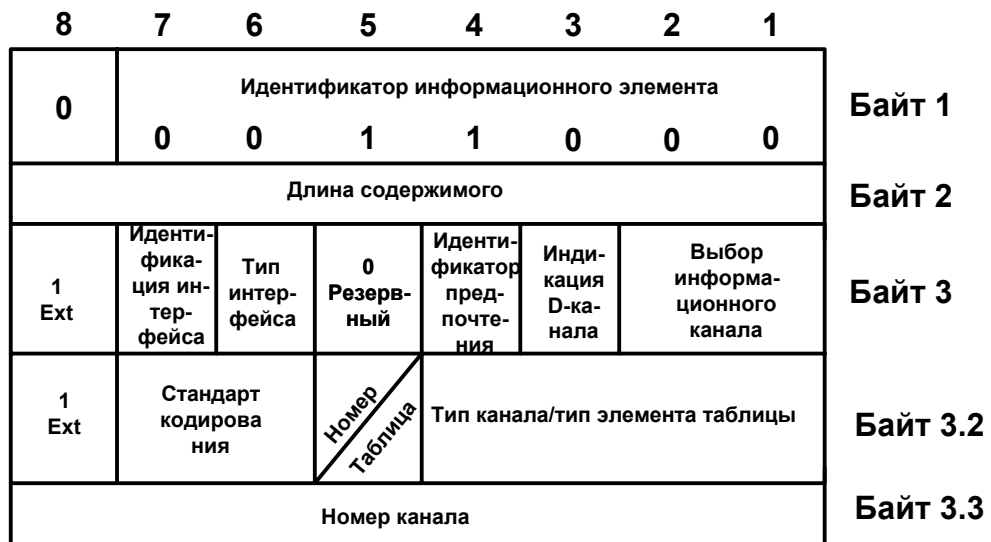 8 7 6 5 4 3 2 1
0
Идентификатор информационного элемента
0 0 1 1 0 0 0
Байт 1
Длина содержимого
Байт 2
1
Ext
Иденти-
фика-
ция ин-
тер-
фейса
Тип
интер-
фейса
0
Резерв-
ный
Иденти-
фикатор
пред-
почте-
ния
Инди-
кация
D-ка-
нала
Выбор
информа-
ционного
канала
Байт 3
1
Ext
Стандарт
кодирова
ния
Номер
Таблица
Тип канала/тип элемента таблицы
Байт 3.2
Номер канала
Байт 3.3